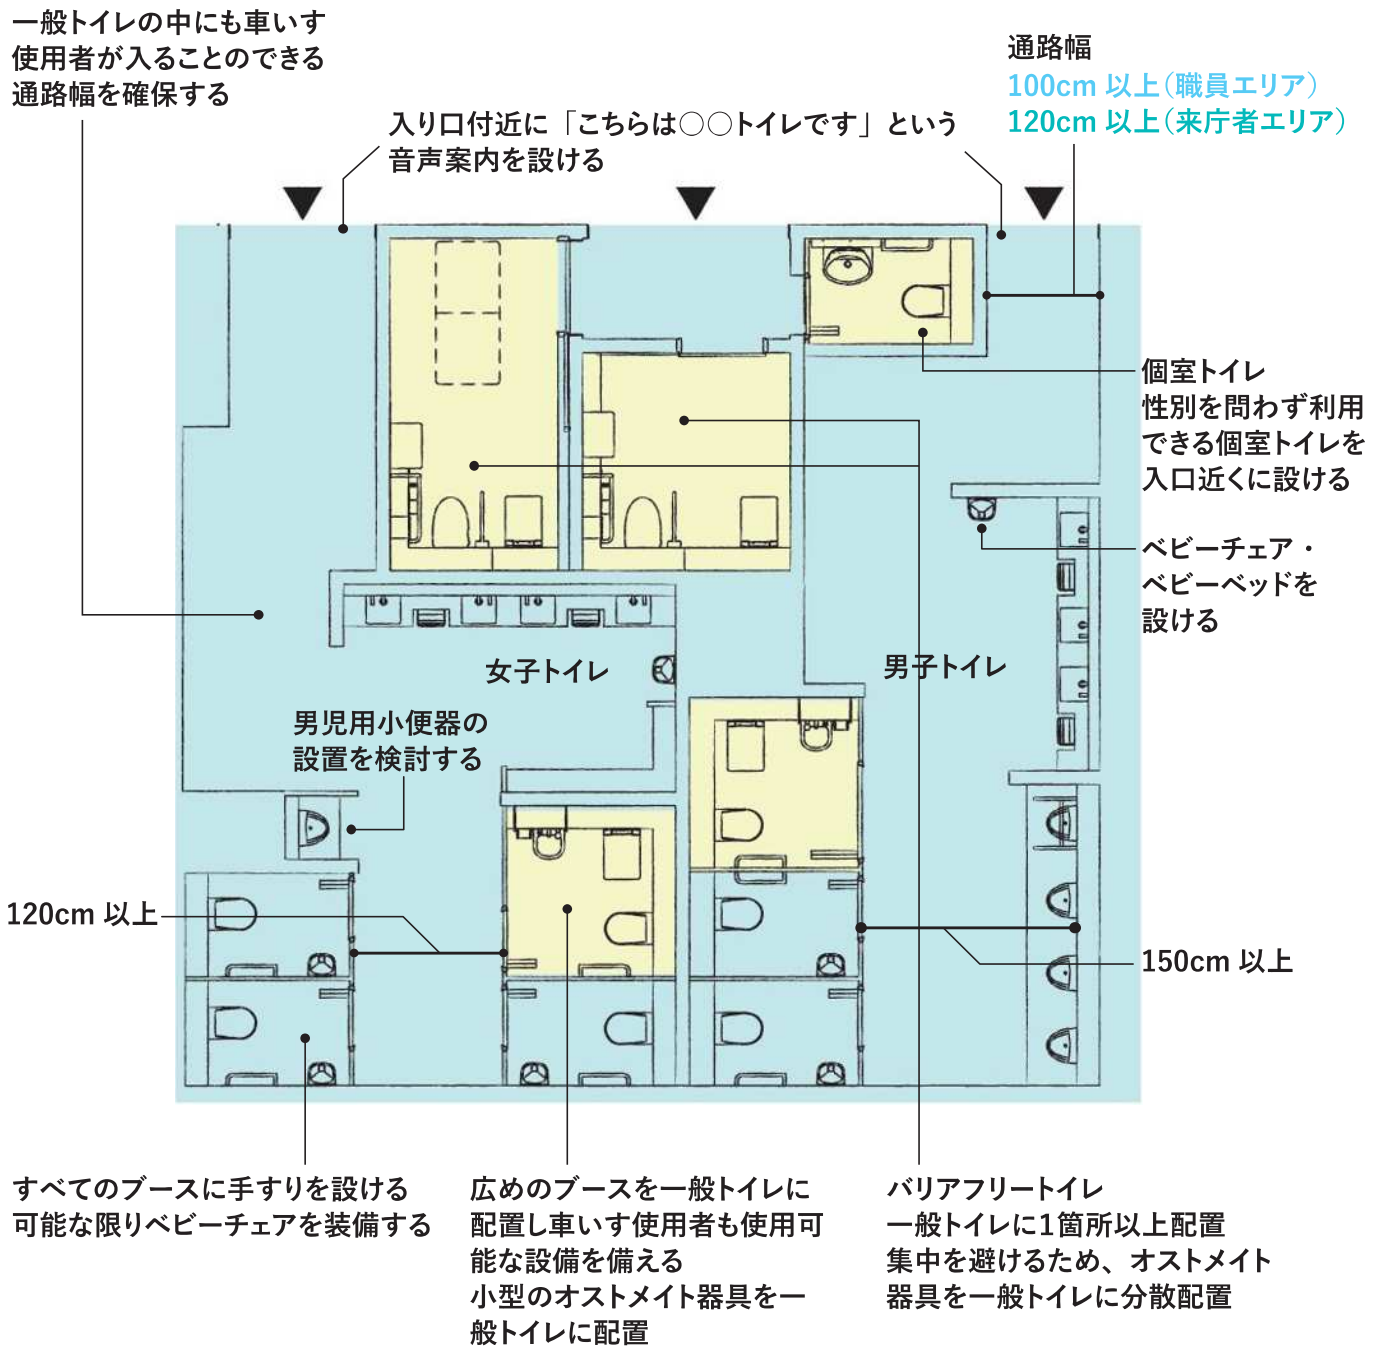 一般トイレの中にも車いす
使用者が入ることのできる
通路幅を確保する
入り口付近に「こちらは○○トイレです」という
音声案内を設ける
通路幅
100cm 以上（職員エリア）
120cm 以上（来庁者エリア）
個室トイレ
性別を問わず利用
できる個室トイレを
入口近くに設ける
ベビーチェア・
ベビーベッドを
設ける
女子トイレ
男子トイレ
男児用小便器の
設置を検討する
120cm 以上
150cm 以上
すべてのブースに手すりを設ける
可能な限りベビーチェアを装備する
広めのブースを一般トイレに
配置し車いす使用者も使用可
能な設備を備える
小型のオストメイト器具を一
般トイレに配置
バリアフリートイレ
一般トイレに1箇所以上配置
集中を避けるため、オストメイト
器具を一般トイレに分散配置